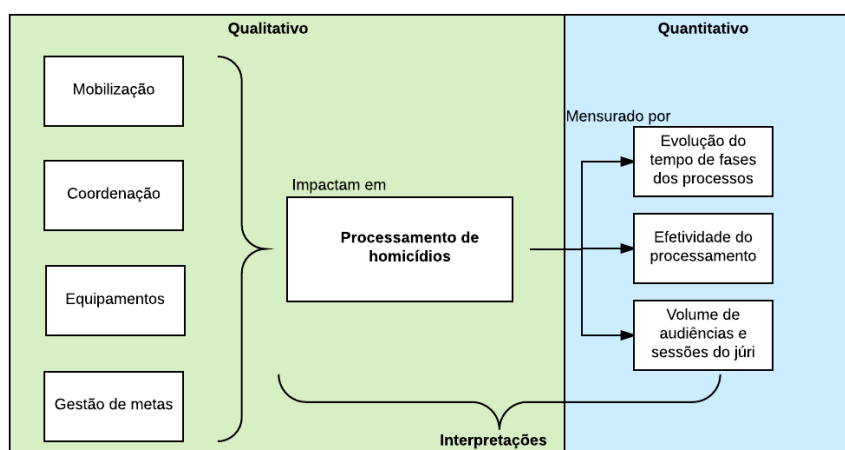 Qualitativo
Quantitativo
Mobilização
Coordenação
Equipamentos
Gestão de metas
Impactam em
Processamento de
homicídios
Mensurado por
Evolução do
tempo de fases
dos processos
Efetividade do
processamento
Volume de
audiências e
sessões do júri
Interpretações